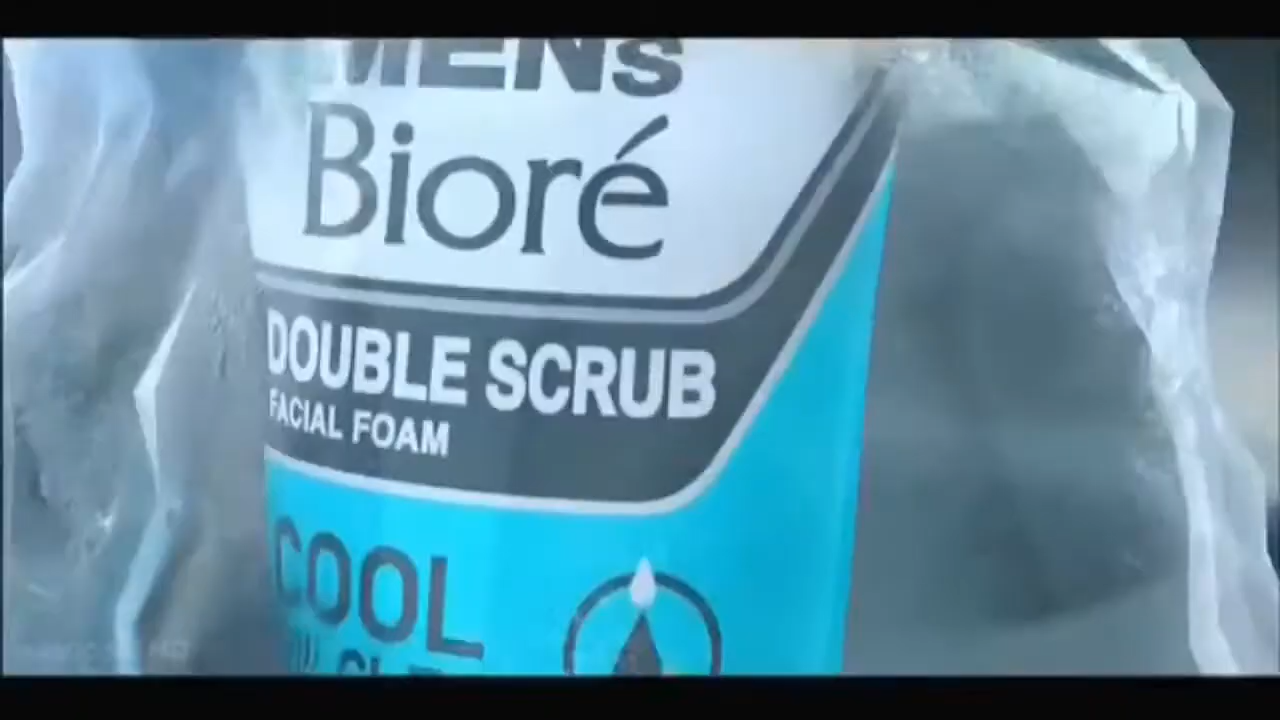 MENs
Bioré
DOUBLE SCRUB
FACIAL FOAM
COOL